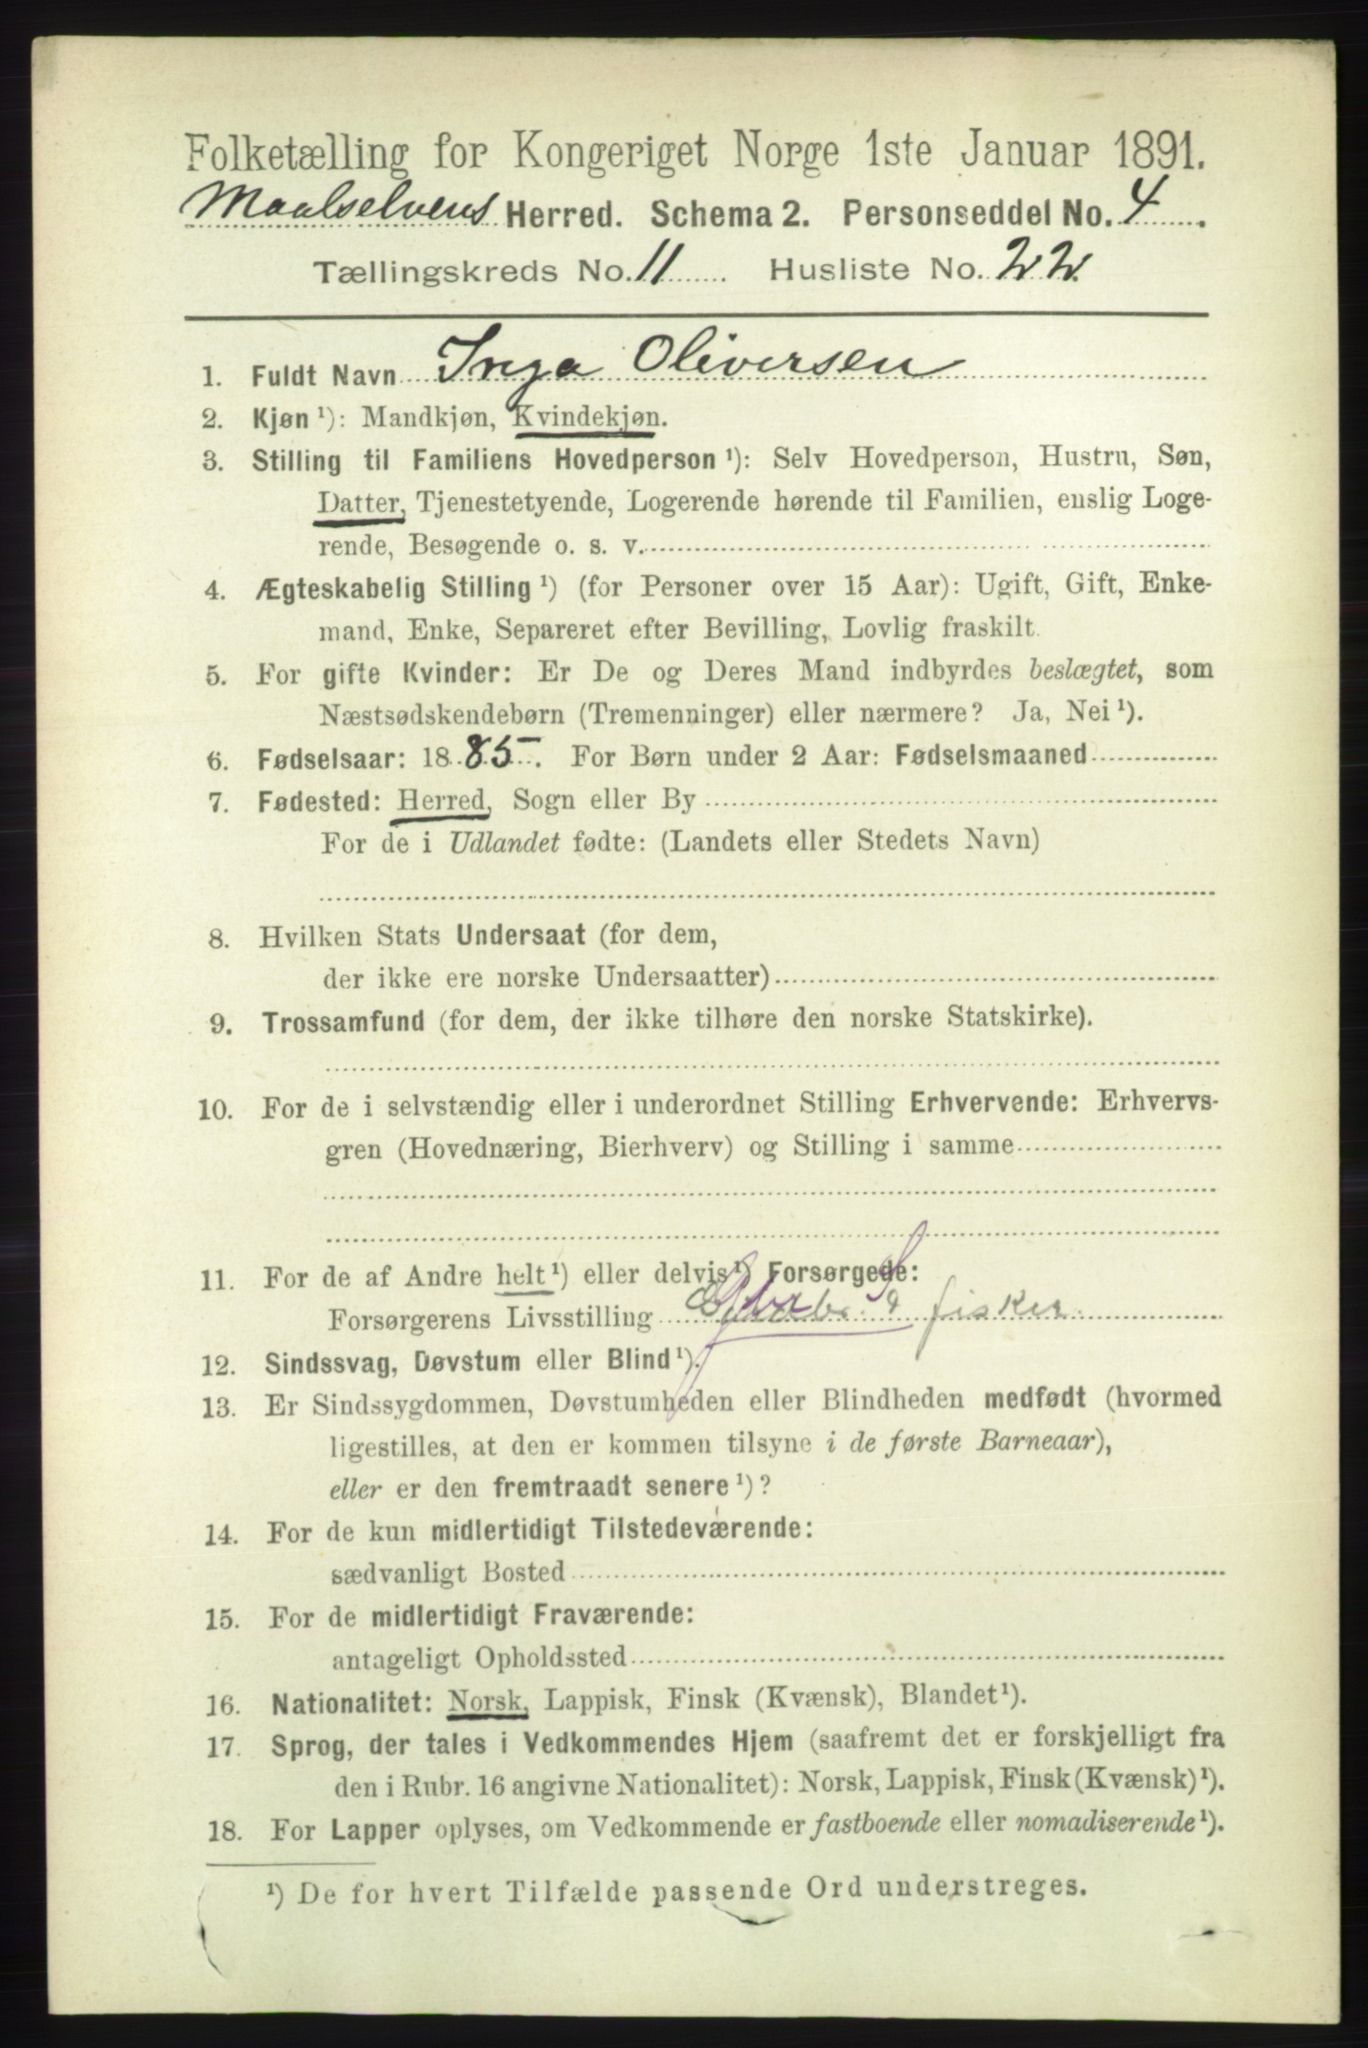 Folketælling for Kongeriget Norge 1ste Januar 1891.
Maalselvens Herred. Schema 2. Personseddel No. 4.
Tællingskreds No. 11 Husliste No. 22
1. Fuldt Navn Inga Oliversen
2. Kjøn ¹): Mandkjøn, Kvindekjøn.
3. Stilling til Familiens Hovedperson ¹): Selv Hovedperson, Hustru, Søn,
Datter, Tjenestetyende, Logerende hørende til Familien, enslig Loge-
rende, Besøgende o. s. v.
4. Ægteskabelig Stilling ¹) (for Personer over 15 Aar): Ugift, Gift, Enke-
mand, Enke, Separeret efter Bevilling, Lovlig fraskilt.
5. For gifte Kvinder: Er De og Deres Mand indbyrdes beslægtet, som
Næstsødskendebørn (Tremenninger) eller nærmere? Ja, Nei ¹).
6. Fødselsaar: 1885. For Børn under 2 Aar: Fødselsmaaned
7. Fødested: Herred, Sogn eller By
For de i Udlandet fødte: (Landets eller Stedets Navn)
8. Hvilken Stats Undersaat (for dem,
der ikke ere norske Undersaatter)
9. Trossamfund (for dem, der ikke tilhøre den norske Statskirke).
10. For de i selvstændig eller i underordnet Stilling Erhvervende: Erhvervs-
gren (Hovednæring, Bierhverv) og Stilling i samme
11. For de af Andre helt ¹) eller delvis ¹) Forsørgede:
Forsørgerens Livsstilling fisker
12. Sindssvag, Døvstum eller Blind ¹).
13. Er Sindssygdommen, Døvstumheden eller Blindheden medfødt (hvormed
ligestilles, at den er kommen tilsyne i de første Barneaar),
eller er den fremtraadt senere ¹)?
14. For de kun midlertidigt Tilstedeværende:
sædvanligt Bosted
15. For de midlertidigt Fraværende:
antageligt Opholdssted
16. Nationalitet: Norsk, Lappisk, Finsk (Kvænsk), Blandet ¹).
17. Sprog, der tales i Vedkommendes Hjem (saafremt det er forskjelligt fra
den i Rubr. 16 angivne Nationalitet): Norsk, Lappisk, Finsk (Kvænsk) ¹).
18. For Lapper oplyses, om Vedkommende er fastboende eller nomadiserende ¹).
¹) De for hvert Tilfælde passende Ord understreges.